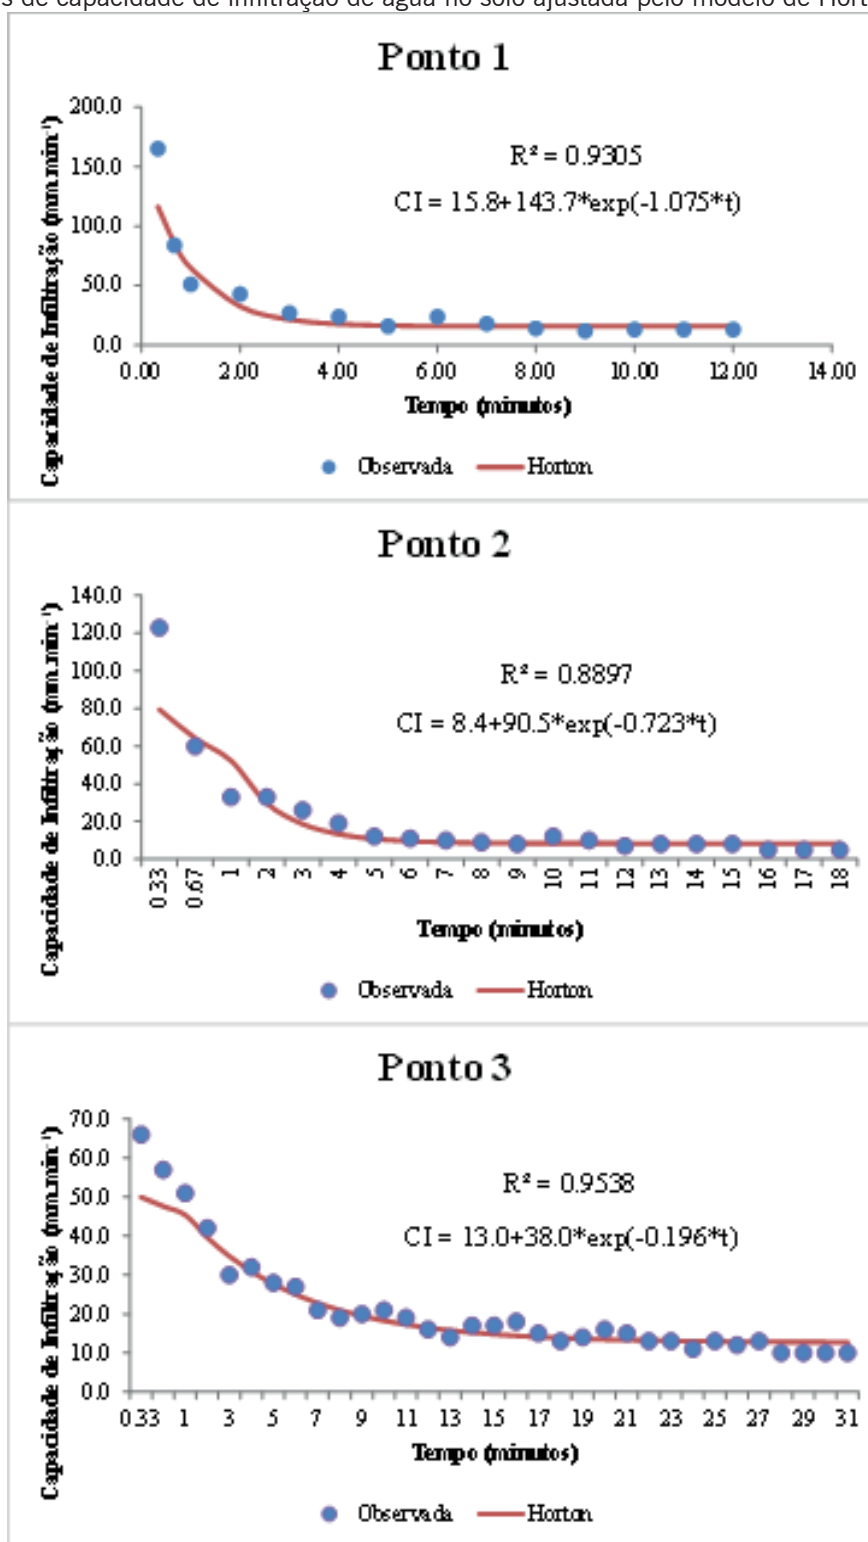 s de capacidade de infiltração de água no solo ajustada pelo modelo de Hort
Ponto 1
Capacidade de Infiltração (mm.min⁻¹)
200.0
150.0
100.0
50.0
0.0
R² = 0.9305
CI = 15.8+143.7*exp(-1.075*t)
0.00 2.00 4.00 6.00 8.00 10.00 12.00 14.00
Tempo (minutos)
Observada Horton
Ponto 2
Capacidade de Infiltração (mm.min⁻¹)
140.0
120.0
100.0
80.0
60.0
40.0
20.0
0.0
R² = 0.8897
CI = 8.4+90.5*exp(-0.723*t)
0.33 0.67 1 2 3 4 5 6 7 8 9 10 11 12 13 14 15 16 17 18
Tempo (minutos)
Observada Horton
Ponto 3
Capacidade de Infiltração (mm.min⁻¹)
70.0
60.0
50.0
40.0
30.0
20.0
10.0
0.0
R² = 0.9538
CI = 13.0+38.0*exp(-0.196*t)
0.33 1 3 5 7 9 11 13 15 17 19 21 23 25 27 29 31
Tempo (minutos)
Observada Horton